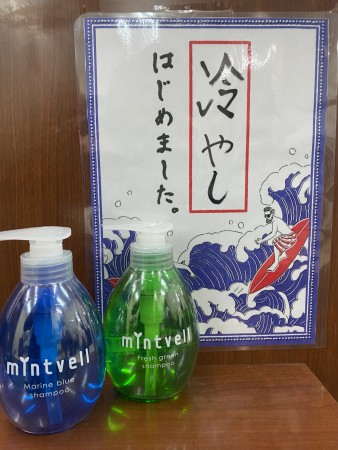 冷やし
はじめました。
mintvell
Marine blue
shampoo
mintvell
fresh green
shampoo